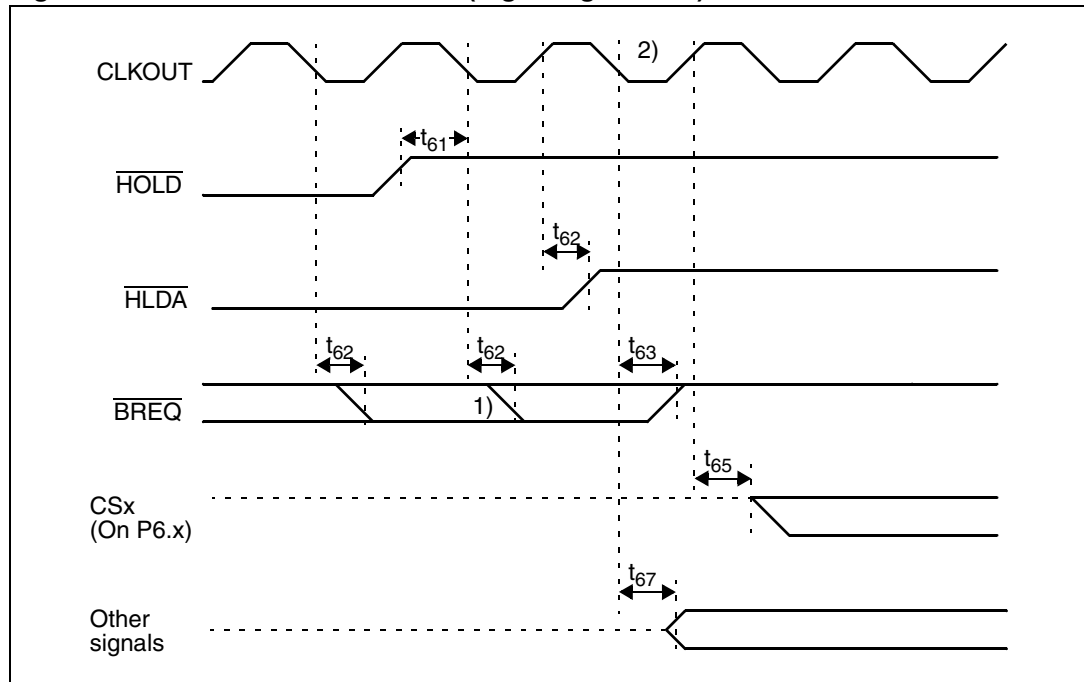 CLKOUT
2)
t61
HOLD
t62
HLDA
t62
t62
t63
BREQ
1)
t65
CSx
(On P6.x)
t67
Other
signals